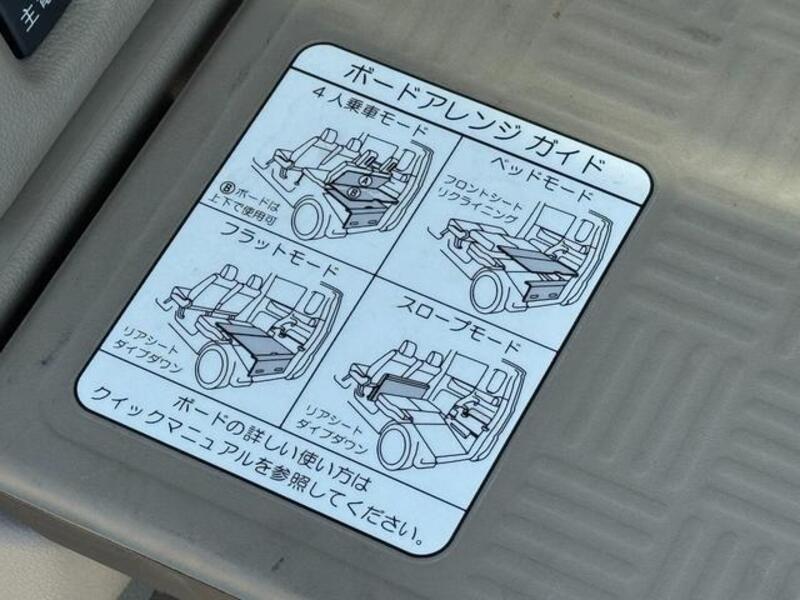 主電
ボードアレンジ ガイド
4人乗車モード
A
B
Bボードは
上下で使用可
ベッドモード
フロントシート
リクライニング
フラットモード
リアシート
ダイブダウン
スロープモード
リアシート
ダイブダウン
ボードの詳しい使い方は
クイックマニュアルを参照してください。